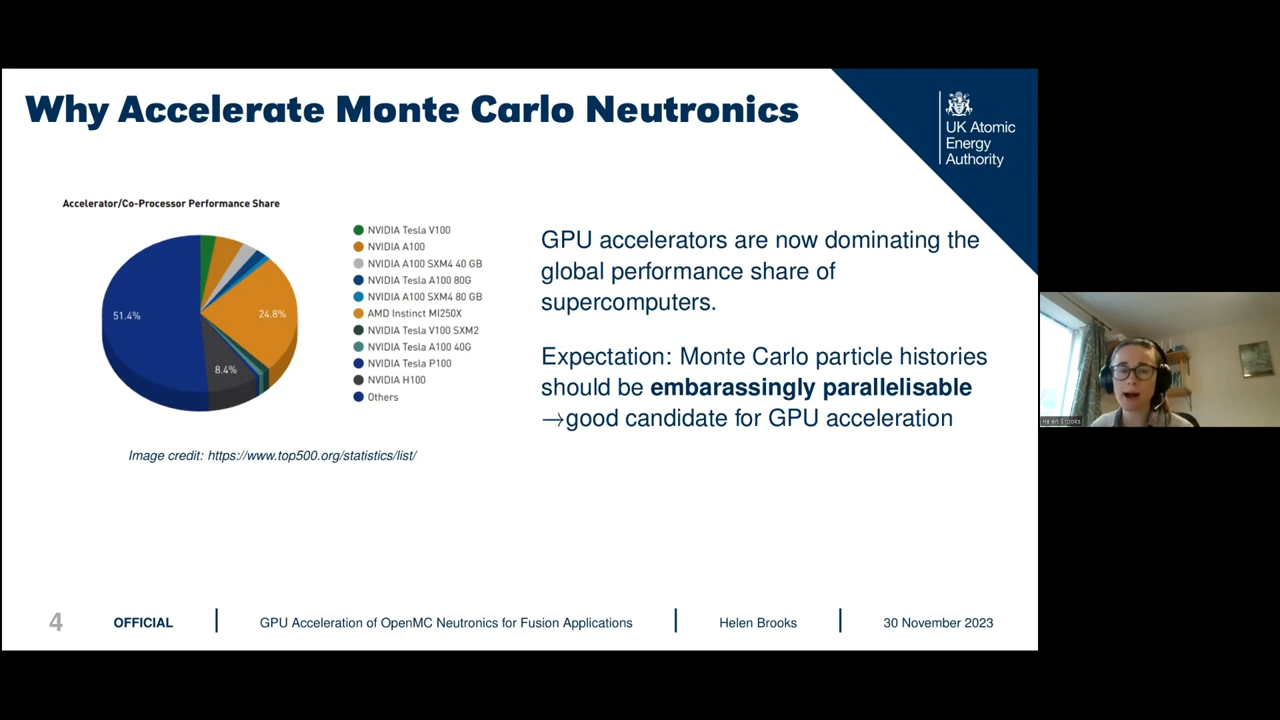 Why Accelerate Monte Carlo Neutronics
UK Atomic
Energy
Authority
Accelerator/Co-Processor Performance Share
51.4%
24.8%
8.4%
NVIDIA Tesla V100
NVIDIA A100
NVIDIA A100 SXM4 40 GB
NVIDIA Tesla A100 80G
NVIDIA A100 SXM4 80 GB
AMD Instinct MI250X
NVIDIA Tesla V100 SXM2
NVIDIA Tesla A100 40G
NVIDIA Tesla P100
NVIDIA H100
Others
Image credit: https://www.top500.org/statistics/list/
GPU accelerators are now dominating the
global performance share of
supercomputers.
Expectation: Monte Carlo particle histories
should be embarassingly parallelisable
→good candidate for GPU acceleration
Helen Brooks
4
OFFICIAL
GPU Acceleration of OpenMC Neutronics for Fusion Applications
Helen Brooks
30 November 2023